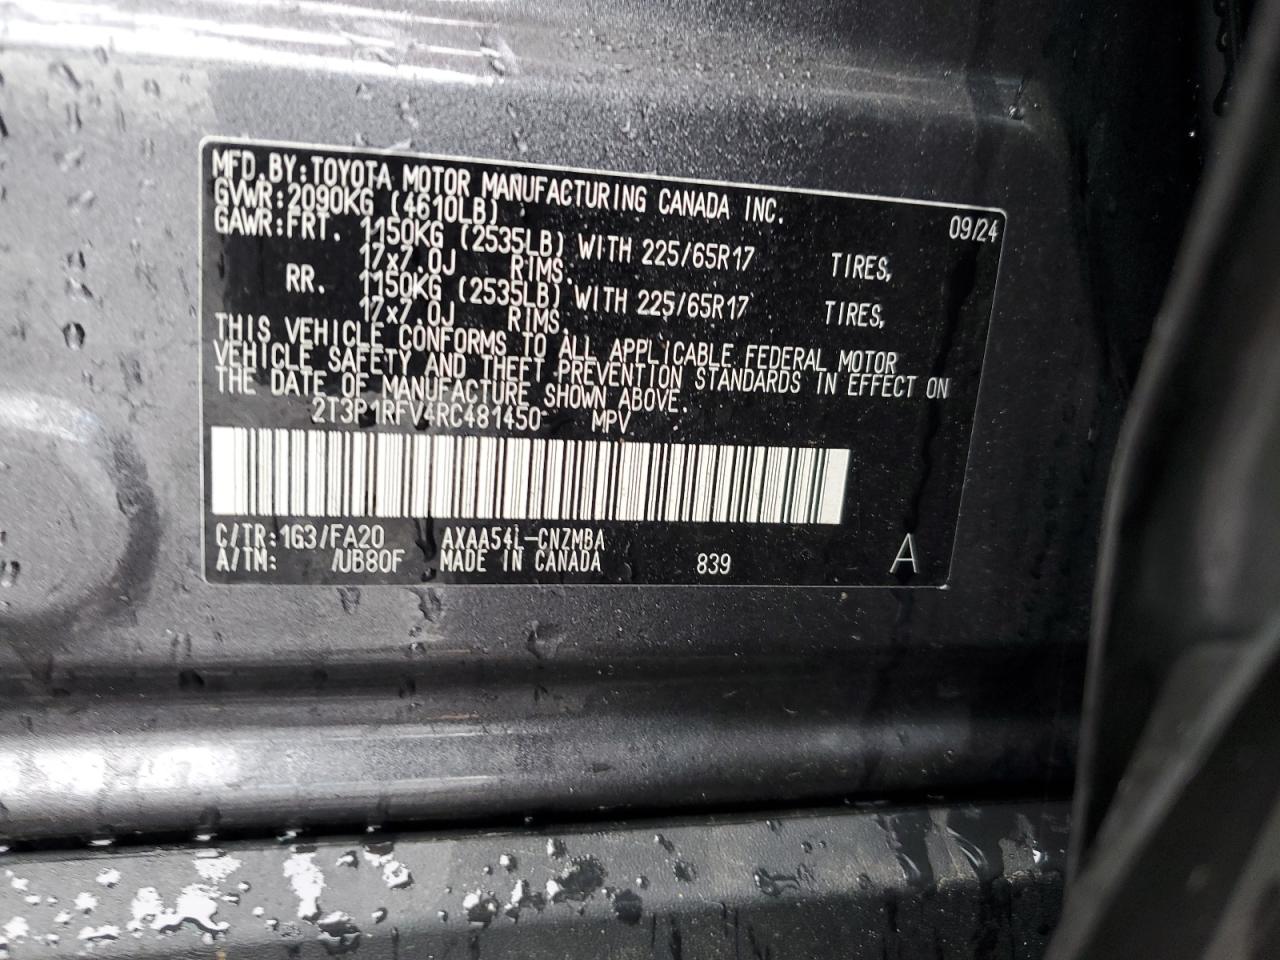 MFD.BY:TOYOTA MOTOR MANUFACTURING CANADA INC.
09/24
GVWR:2090KG (4610LB)
GAWR:FRT. 1150KG (2535LB) WITH 225/65R17 TIRES,
17x7.0J RIMS.
RR. 1150KG (2535LB) WITH 225/65R17 TIRES,
17x7.0J RIMS.
THIS VEHICLE CONFORMS TO ALL APPLICABLE FEDERAL MOTOR
VEHICLE SAFETY AND THEFT PREVENTION STANDARDS IN EFFECT ON
THE DATE OF MANUFACTURE SHOWN ABOVE.
2T3P1RFV4RC481450 MPV
C/TR:1G3/FA20 AXAA54L-CNZMBA
A/TM: /UB80F MADE IN CANADA 839 A